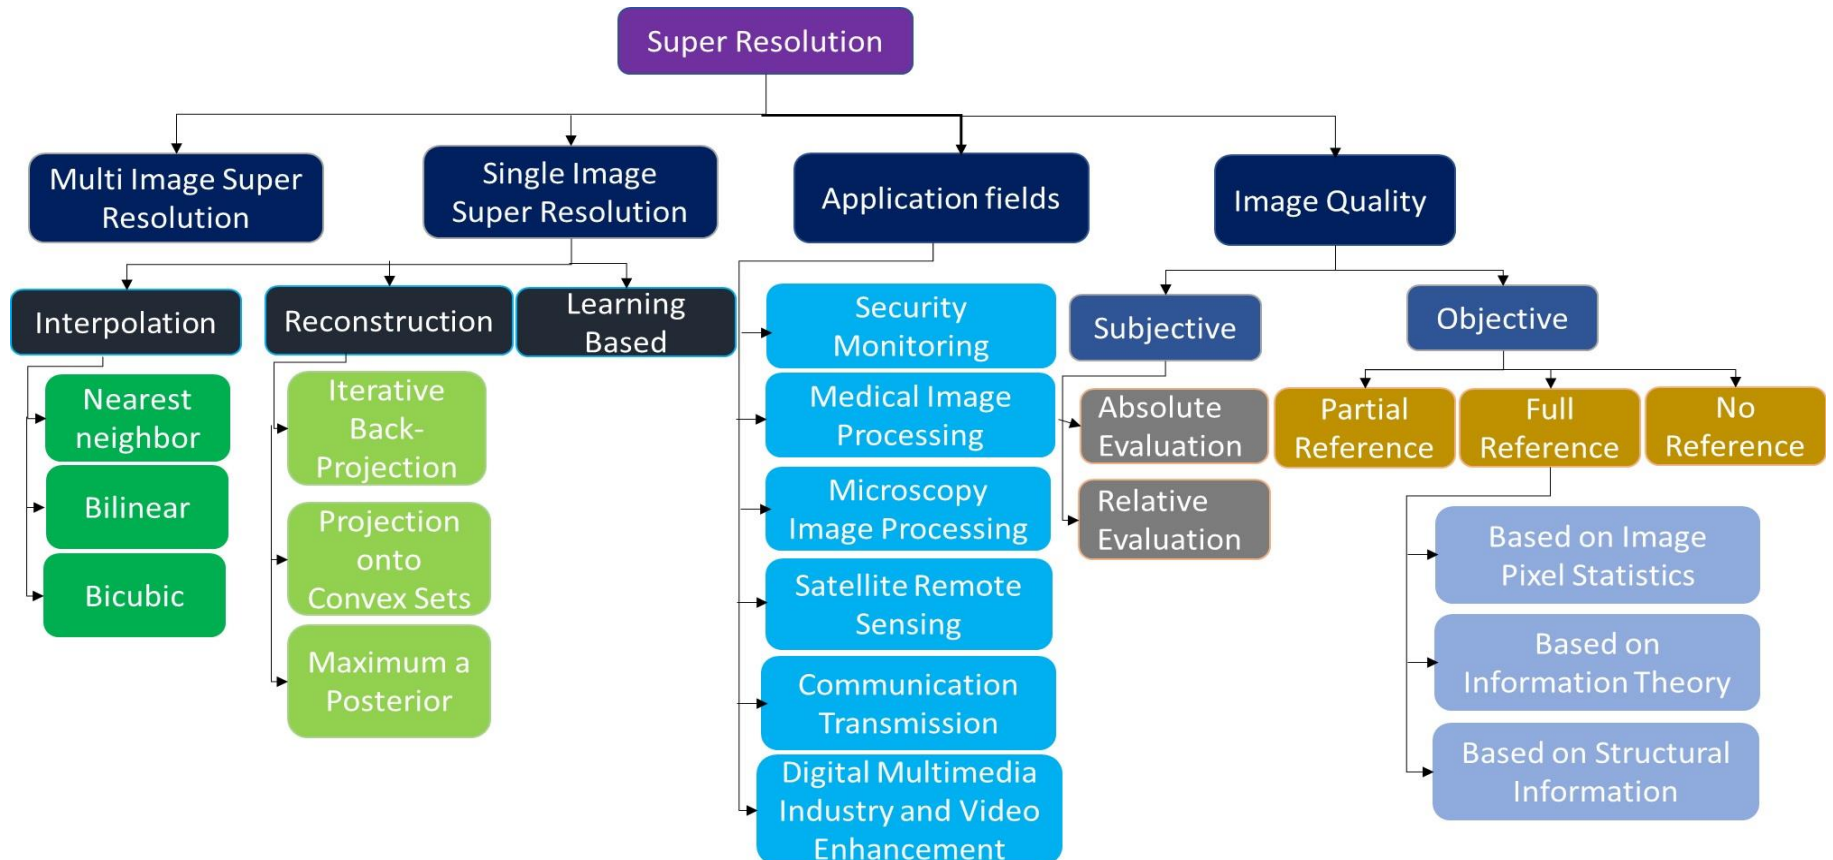 Super Resolution
Multi Image Super
Resolution
Single Image
Super Resolution
Application fields
Image Quality
Interpolation
Reconstruction
Learning
Based
Nearest
neighbor
Bilinear
Bicubic
Iterative
Back-
Projection
Projection
onto
Convex Sets
Maximum a
Posterior
Security
Monitoring
Medical Image
Processing
Microscopy
Image Processing
Satellite Remote
Sensing
Communication
Transmission
Digital Multimedia
Industry and Video
Enhancement
Subjective
Objective
Absolute
Evaluation
Relative
Evaluation
Partial
Reference
Full
Reference
No
Reference
Based on Image
Pixel Statistics
Based on
Information Theory
Based on Structural
Information